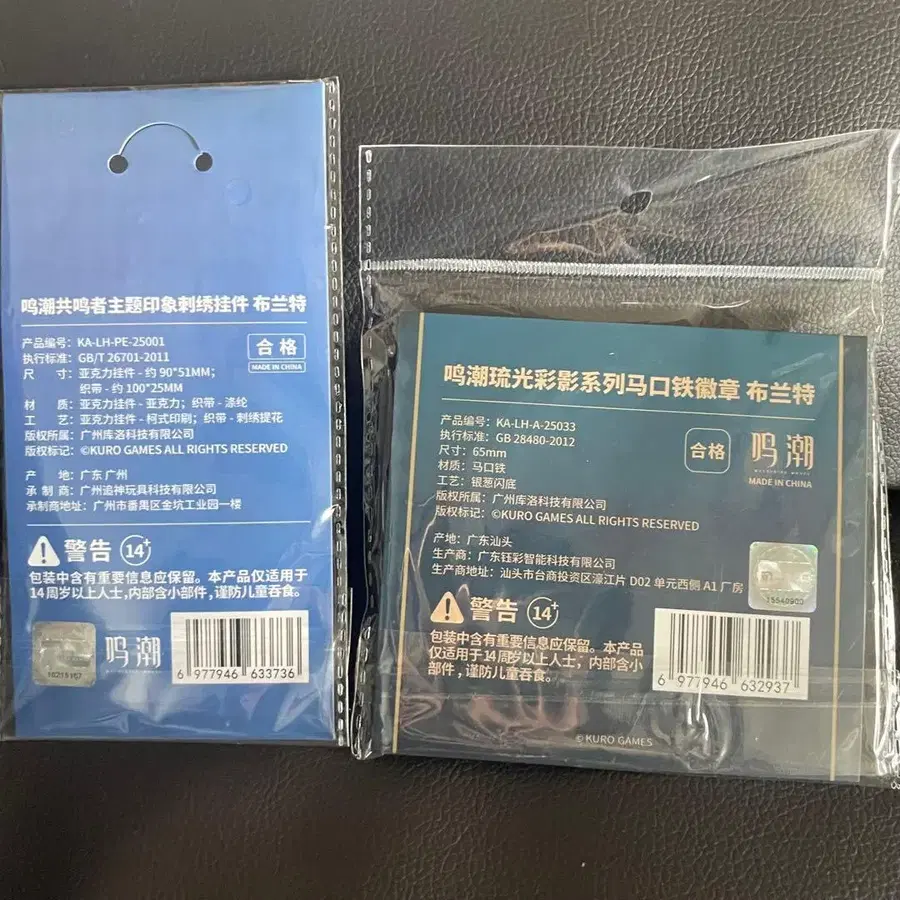 鸣潮共鸣者主题印象刺绣挂件 布兰特
产品编号：KA-LH-PE-25001
执行标准：GB/T 26701-2011
尺 寸：亚克力挂件 - 约 90*51MM；
织带 - 约 100*25MM
材 质：亚克力挂件 - 亚克力；织带 - 涤纶
工 艺：亚克力挂件 - 柯式印刷；织带 - 刺绣提花
版权所属：广州库洛科技有限公司
版权标记：©KURO GAMES ALL RIGHTS RESERVED
合格
MADE IN CHINA
产 地：广东广州
承 制 商：广州追神玩具科技有限公司
承制商地址：广州市番禺区金坑工业园一楼
警告 14+
包装中含有重要信息应保留。本产品仅适用于
14周岁以上人士，内部含小部件，谨防儿童吞食。
鸣潮
6 977946 633736
鸣潮琉光彩影系列马口铁徽章 布兰特
产品编号：KA-LH-A-25033
执行标准：GB 28480-2012
尺寸：65mm
材质：马口铁
工艺：银葱闪底
版权所属：广州库洛科技有限公司
版权标记：©KURO GAMES ALL RIGHTS RESERVED
合格
鸣潮
WUTHERING WAVES
MADE IN CHINA
产地：广东汕头
生产商：广东钰彩智能科技有限公司
生产商地址：汕头市台商投资区濠江片 D02 单元西侧 A1 厂房
警告 14+
包装中含有重要信息应保留。本产品
仅适用于14周岁以上人士，内部含小
部件，谨防儿童吞食。
6 977946 632937
©KURO GAMES